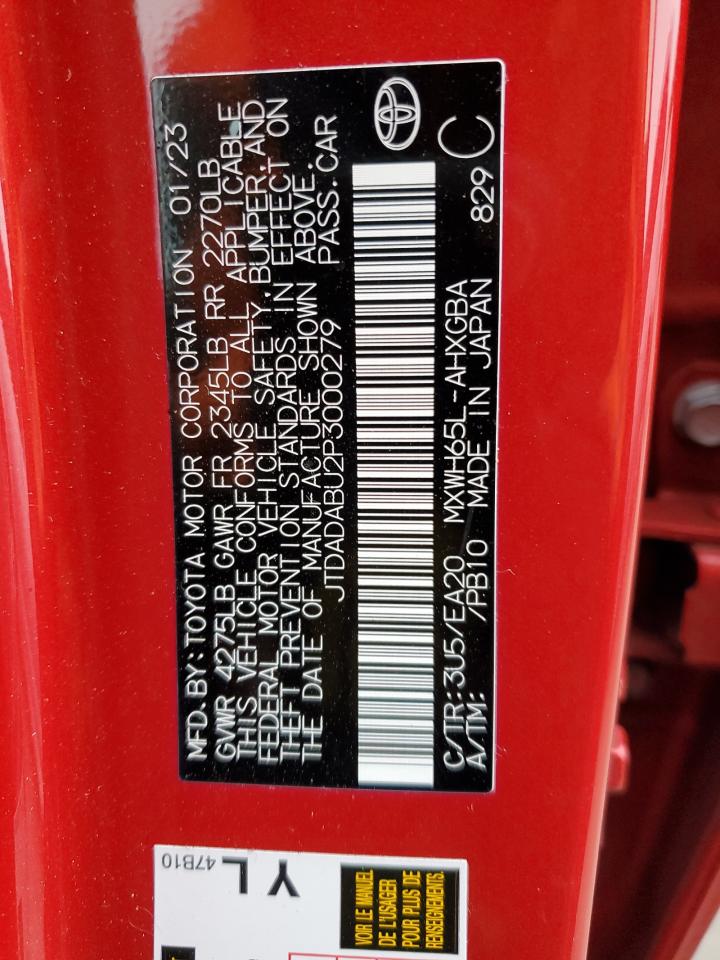 MFD.BY:TOYOTA MOTOR CORPORATION 01/23
GVWR 4275LB GAWR FR 2345LB RR 2270LB
THIS VEHICLE CONFORMS TO ALL APPLICABLE
FEDERAL MOTOR VEHICLE SAFETY, BUMPER, AND
THEFT PREVENTION STANDARDS IN EFFECT ON
THE DATE OF MANUFACTURE SHOWN ABOVE.
JTDADABU2P3000279 PASS.CAR
C/TR:3U5/EA20 MXWH65L-AHXGBA 829 C
A/TM: /PB10 MADE IN JAPAN
47B10
YL
VOIR LE MANUEL
DE L'USAGER
POUR PLUS DE
RENSEIGNEMENTS.